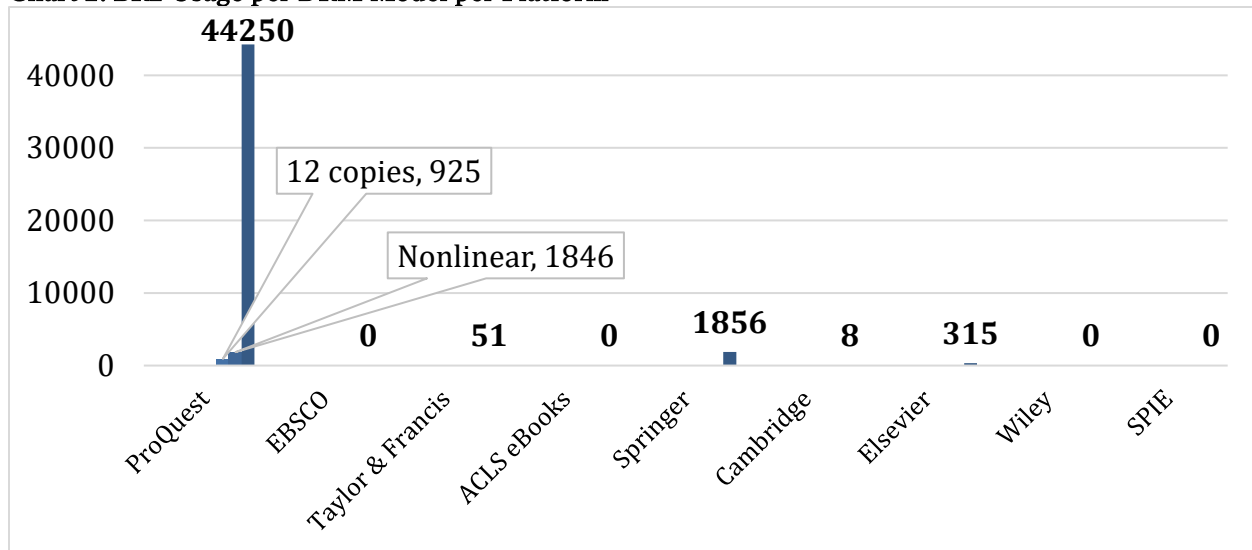 44250
40000
30000
12 copies, 925
20000
Nonlinear, 1846
10000
0 51 0 1856 8 315 0 0
0
ProQuest
EBSCO
Taylor & Francis
ACLS eBooks
Springer
Cambridge
Elsevier
Wiley
SPIE